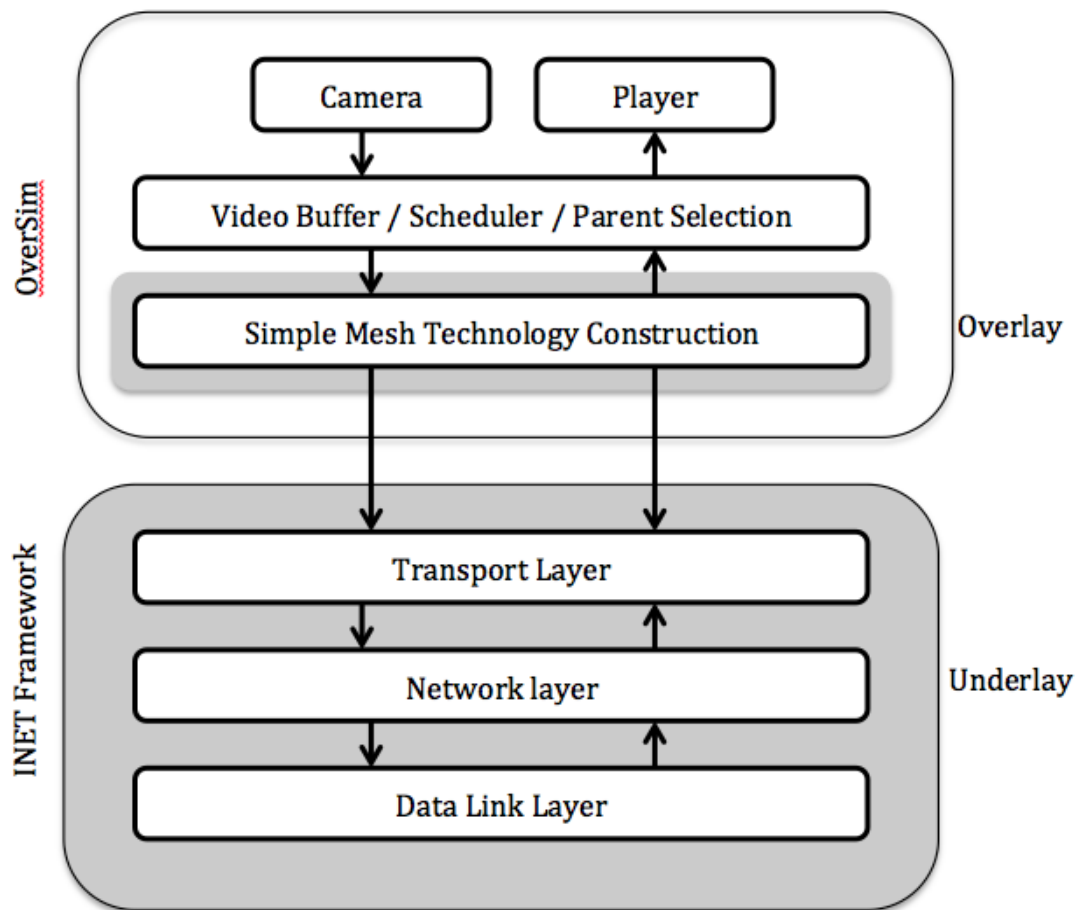 Camera
Player
Video Buffer / Scheduler / Parent Selection
OverSim
Simple Mesh Technology Construction
Overlay
Transport Layer
INET Framework
Network layer
Underlay
Data Link Layer